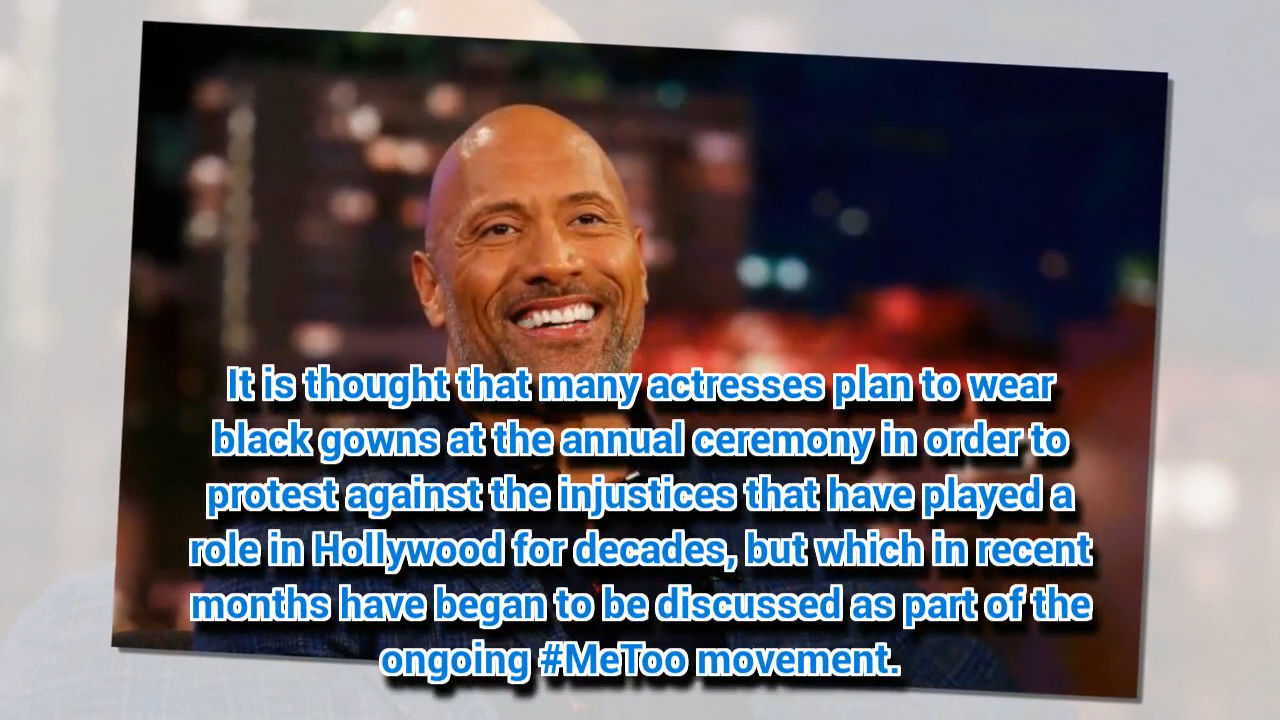 It is thought that many actresses plan to wear
black gowns at the annual ceremony in order to
protest against the injustices that have played a
role in Hollywood for decades, but which in recent
months have began to be discussed as part of the
ongoing #MeToo movement.